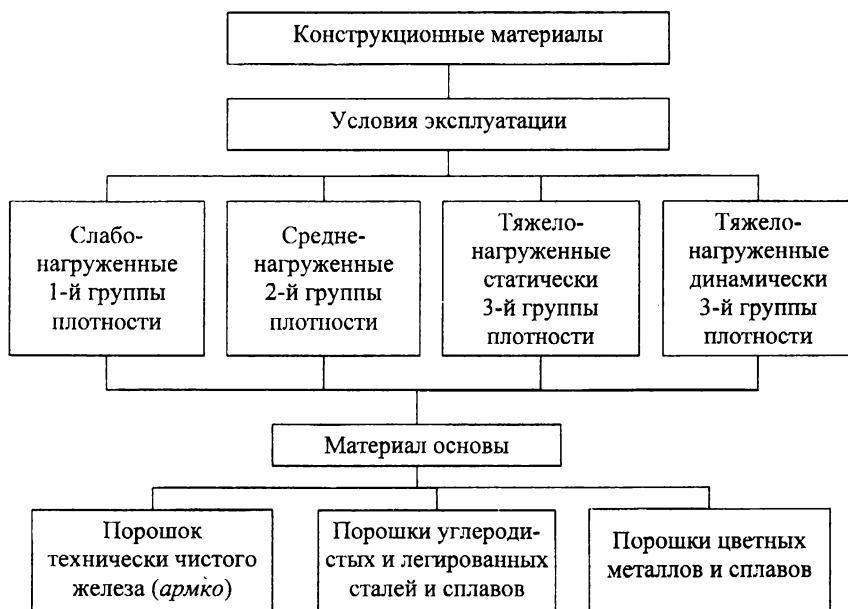 Конструкционные материалы
Условия эксплуатации
Слабо-
нагруженные
1-й группы
плотности
Средне-
нагруженные
2-й группы
плотности
Тяжело-
нагруженные
статически
3-й группы
плотности
Тяжело-
нагруженные
динамически
3-й группы
плотности
Материал основы
Порошок
технически чистого
железа (армко)
Порошки углероди-
стых и легированных
сталей и сплавов
Порошки цветных
металлов и сплавов